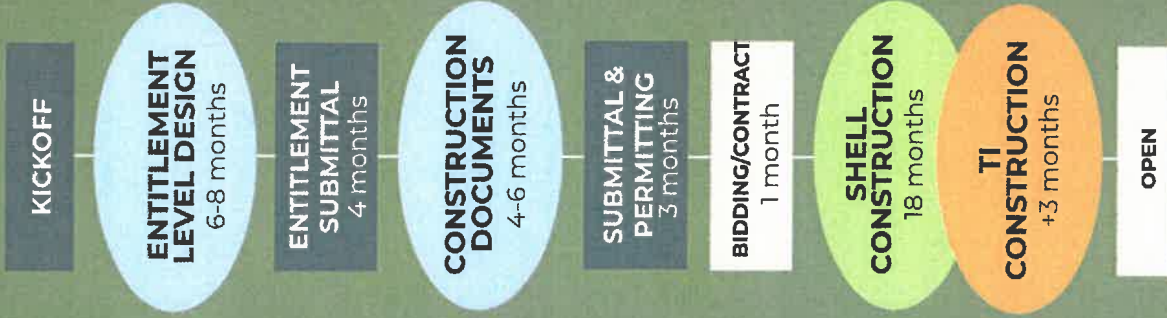 KICKOFF
ENTITLEMENT
LEVEL DESIGN
6-8 months
ENTITLEMENT
SUBMITTAL
4 months
CONSTRUCTION
DOCUMENTS
4-6 months
SUBMITTAL &
PERMITTING
3 months
BIDDING/CONTRACT
1 month
SHELL
CONSTRUCTION
18 months
TI
CONSTRUCTION
+3 months
OPEN